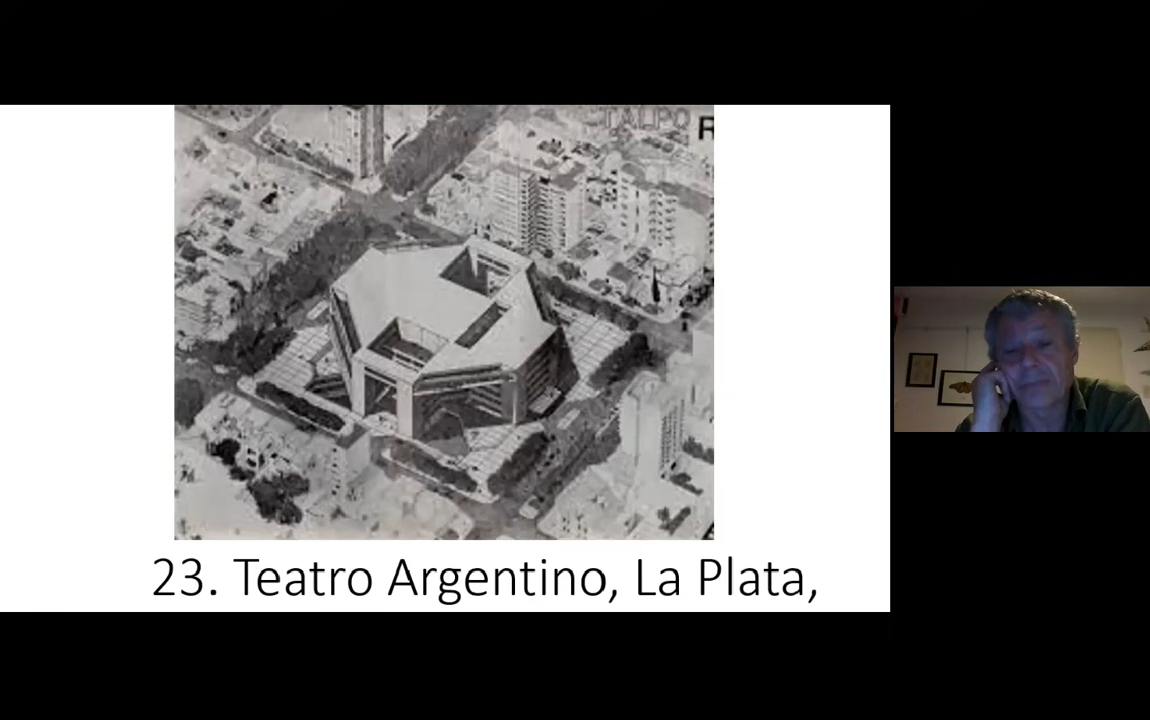 R
23. Teatro Argentino, La Plata,